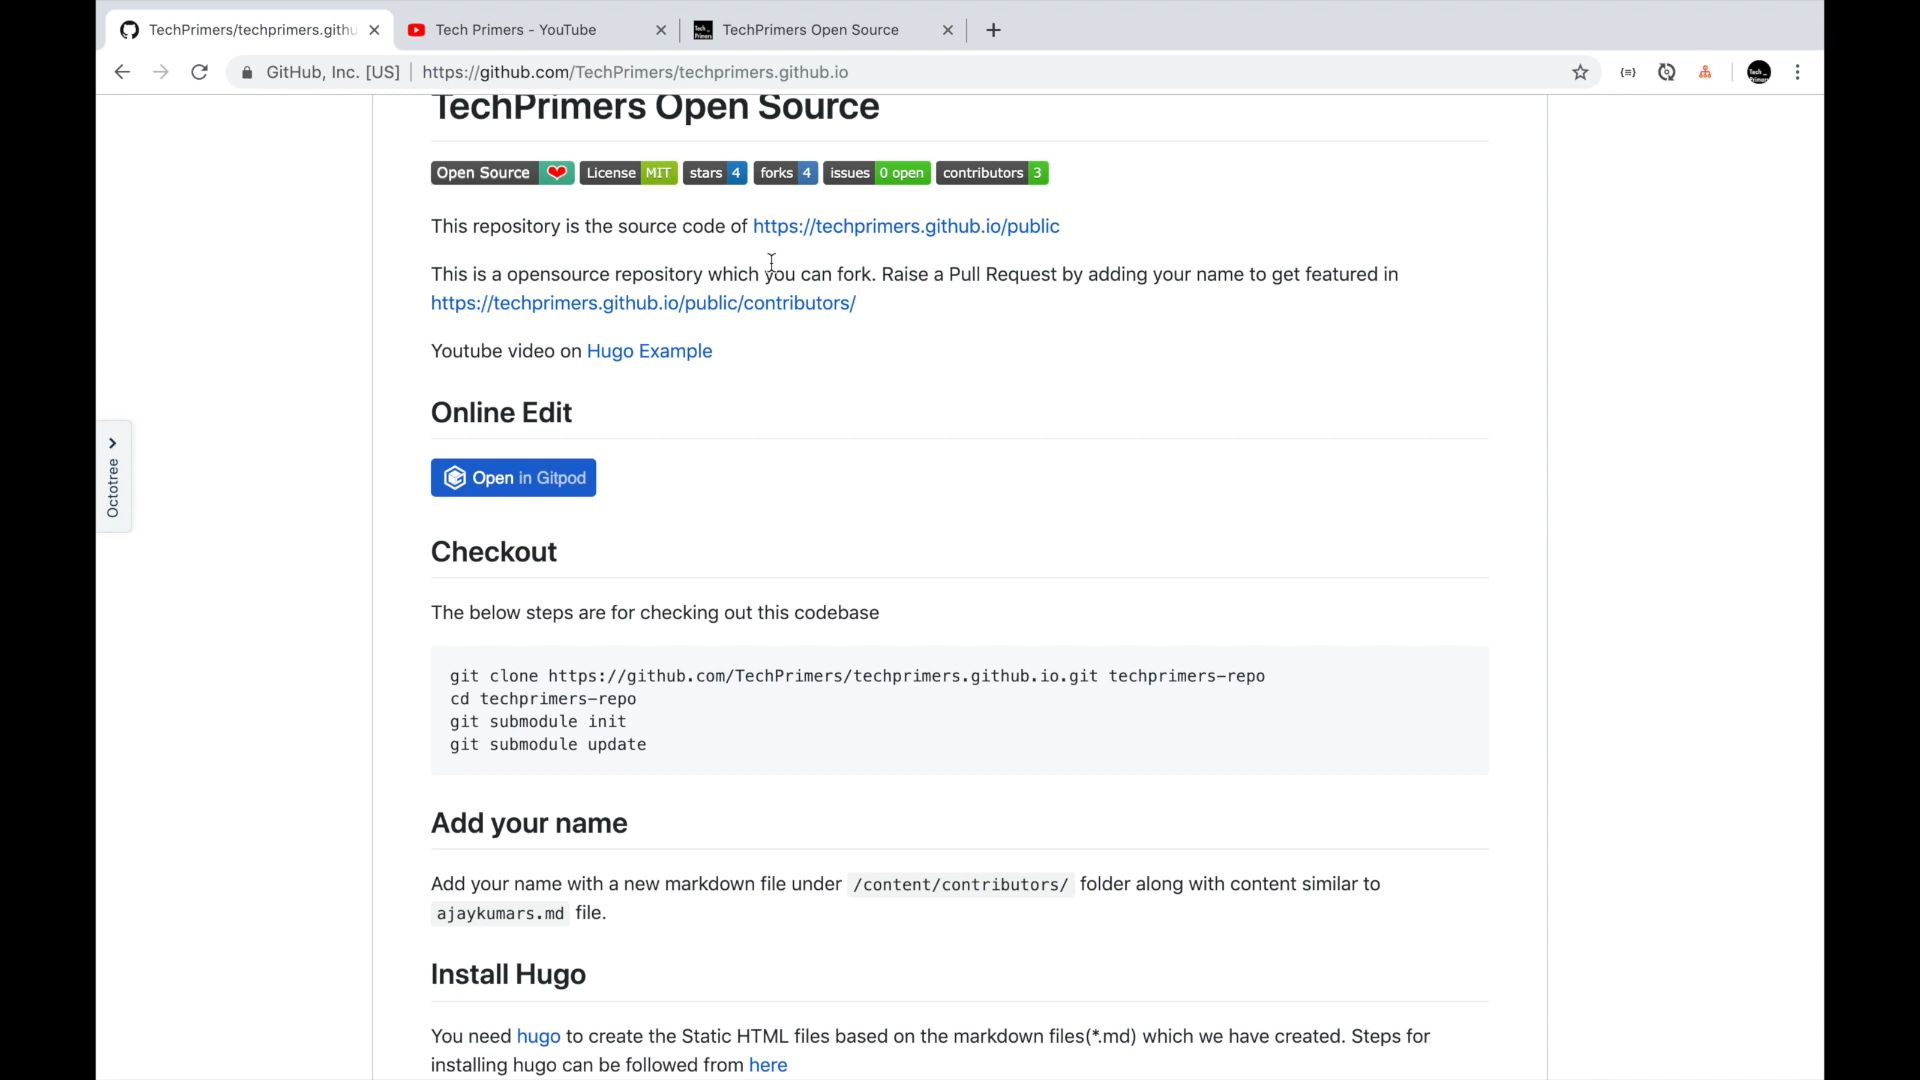 TechPrimers/techprimers.githu
Tech Primers - YouTube
TechPrimers Open Source
GitHub, Inc. [US] | https://github.com/TechPrimers/techprimers.github.io
TechPrimers Open Source
Open Source License MIT stars 4 forks 4 issues 0 open contributors 3
This repository is the source code of https://techprimers.github.io/public
This is a opensource repository which you can fork. Raise a Pull Request by adding your name to get featured in
https://techprimers.github.io/public/contributors/
Youtube video on Hugo Example
Online Edit
Octotree
Open in Gitpod
Checkout
The below steps are for checking out this codebase
git clone https://github.com/TechPrimers/techprimers.github.io.git techprimers-repo
cd techprimers-repo
git submodule init
git submodule update
Add your name
Add your name with a new markdown file under /content/contributors/ folder along with content similar to
ajaykumars.md file.
Install Hugo
You need hugo to create the Static HTML files based on the markdown files(*.md) which we have created. Steps for
installing hugo can be followed from here